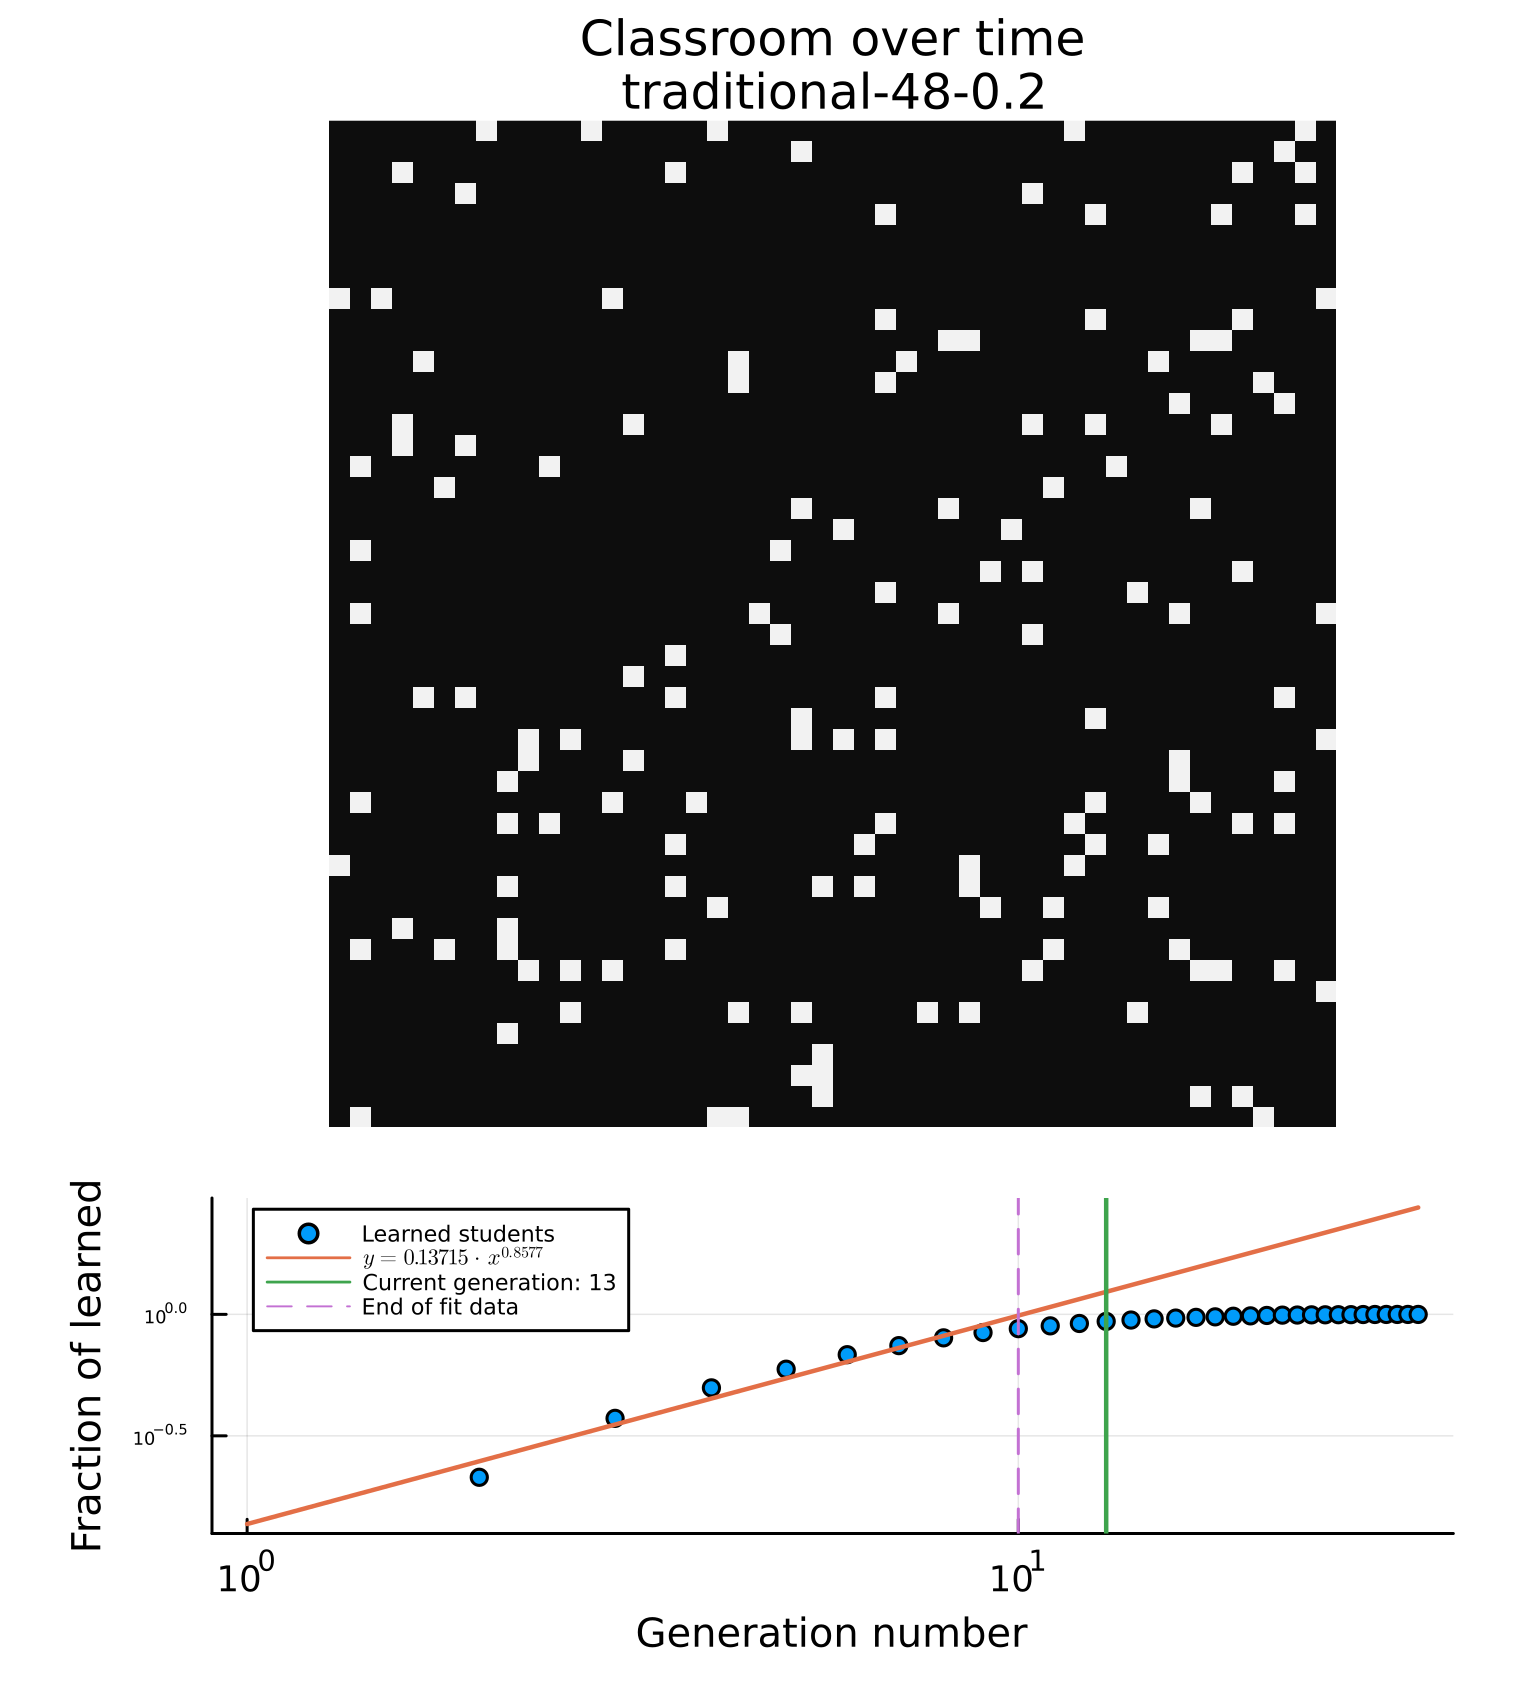 Classroom over time
traditional-48-0.2
Fraction of learned
Learned students
y = 0.13715 · x^0.8577
Current generation: 13
End of fit data
10^0.0
10^−0.5
10^0
10^1
Generation number